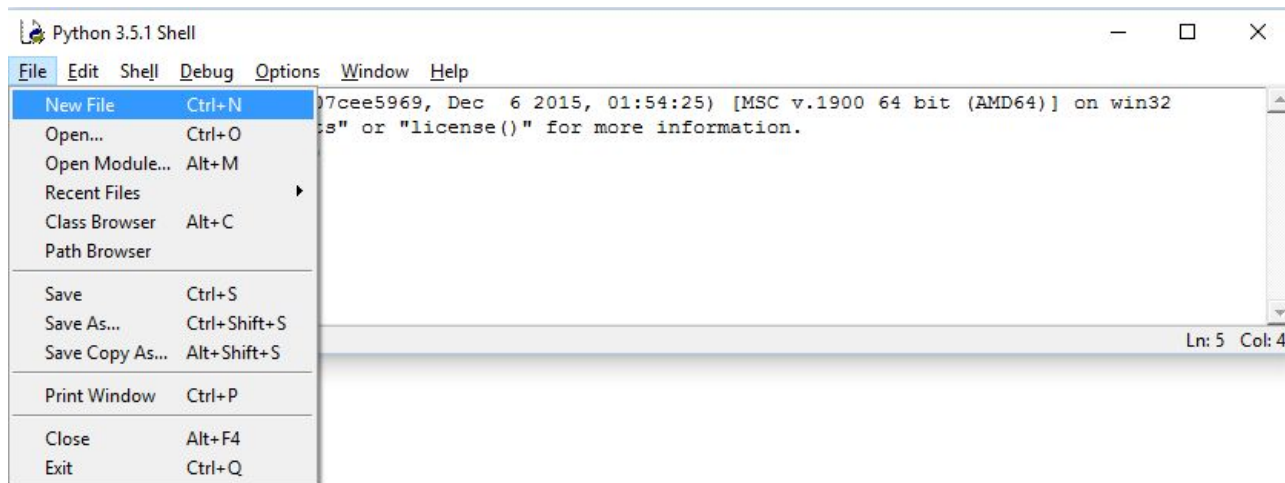 Python 3.5.1 Shell
File Edit Shell Debug Options Window Help
New File Ctrl+N
Open... Ctrl+O
Open Module... Alt+M
Recent Files
Class Browser Alt+C
Path Browser
Save Ctrl+S
Save As... Ctrl+Shift+S
Save Copy As... Alt+Shift+S
Print Window Ctrl+P
Close Alt+F4
Exit Ctrl+Q
7cee5969, Dec 6 2015, 01:54:25) [MSC v.1900 64 bit (AMD64)] on win32
s" or "license()" for more information.
Ln: 5 Col: 4